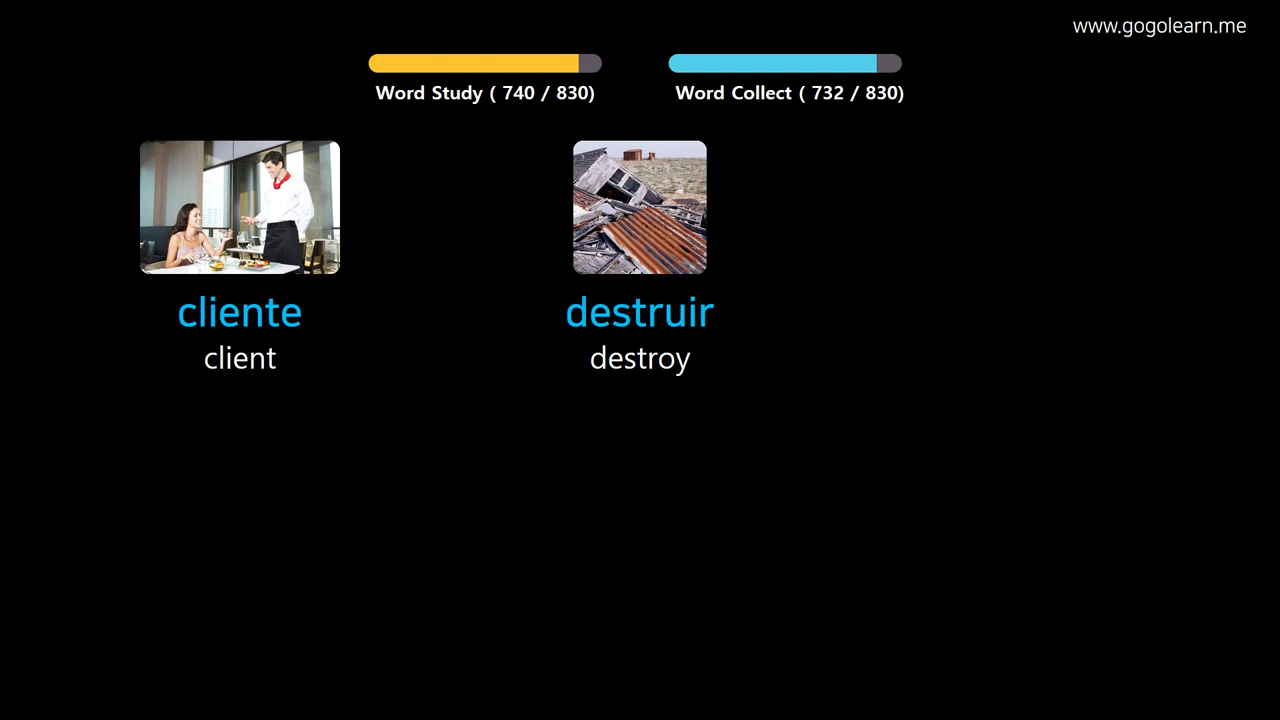 www.gogolearn.me
Word Study ( 740 / 830)
Word Collect ( 732 / 830)
cliente
client
destruir
destroy